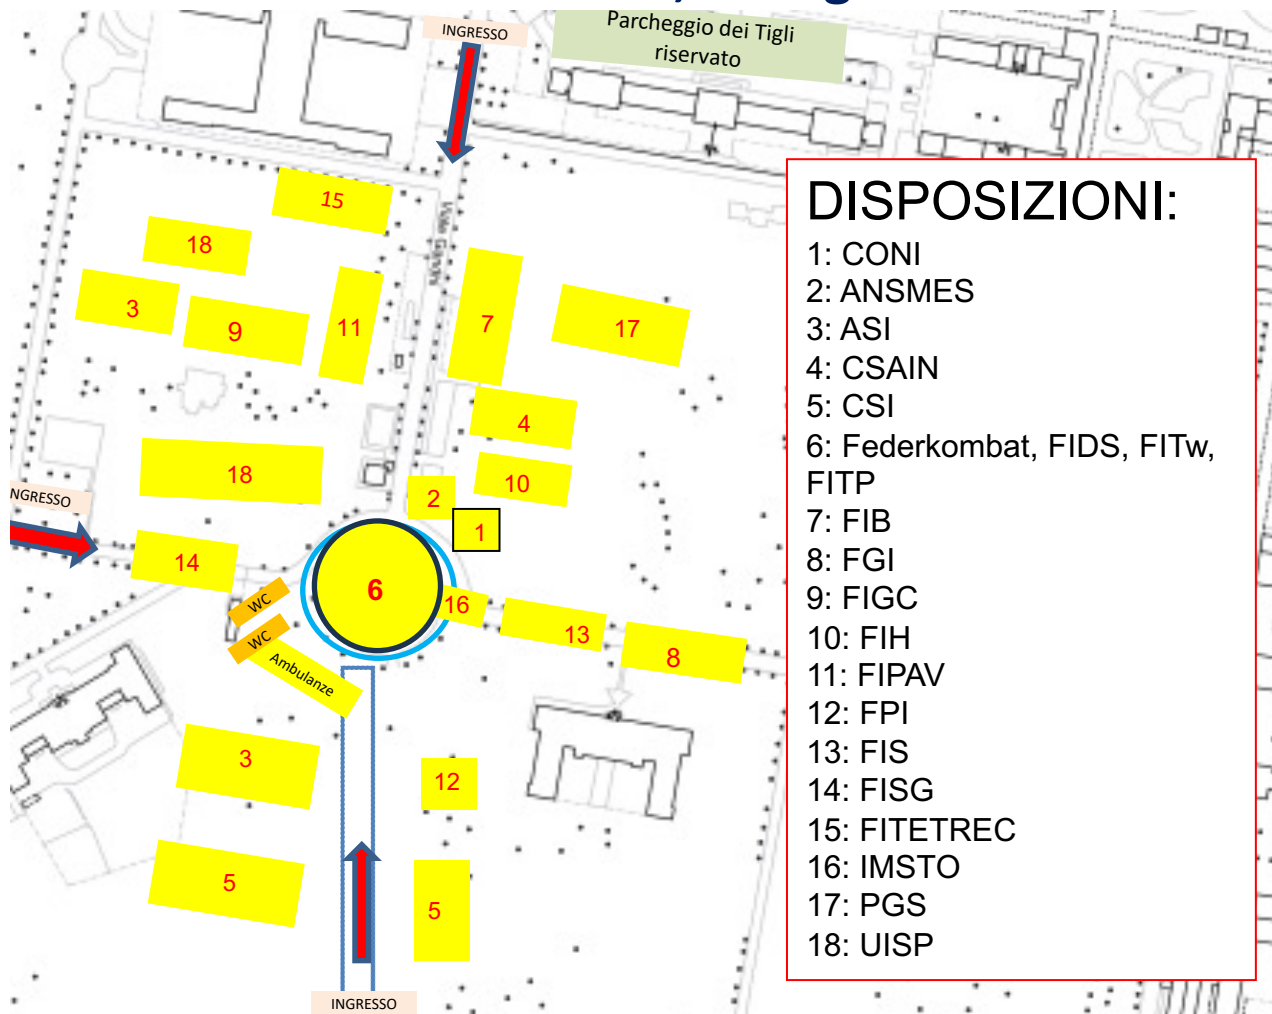 INGRESSO
Parcheggio dei Tigli
riservato
15
18
3
9
11
7
17
4
18
10
2
1
NGRESSO
14
6
16
13
8
WC
WC
Ambulanze
3
12
5
5
INGRESSO
DISPOSIZIONI:
1: CONI
2: ANSMES
3: ASI
4: CSAIN
5: CSI
6: Federkombat, FIDS, FITw,
FITP
7: FIB
8: FGI
9: FIGC
10: FIH
11: FIPAV
12: FPI
13: FIS
14: FISG
15: FITETREC
16: IMSTO
17: PGS
18: UISP